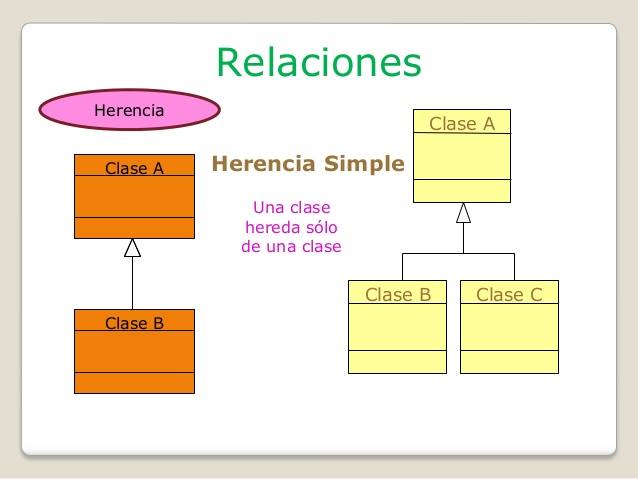 Relaciones
Herencia
Clase A
Clase B
Herencia Simple
Una clase
hereda sólo
de una clase
Clase A
Clase B
Clase C